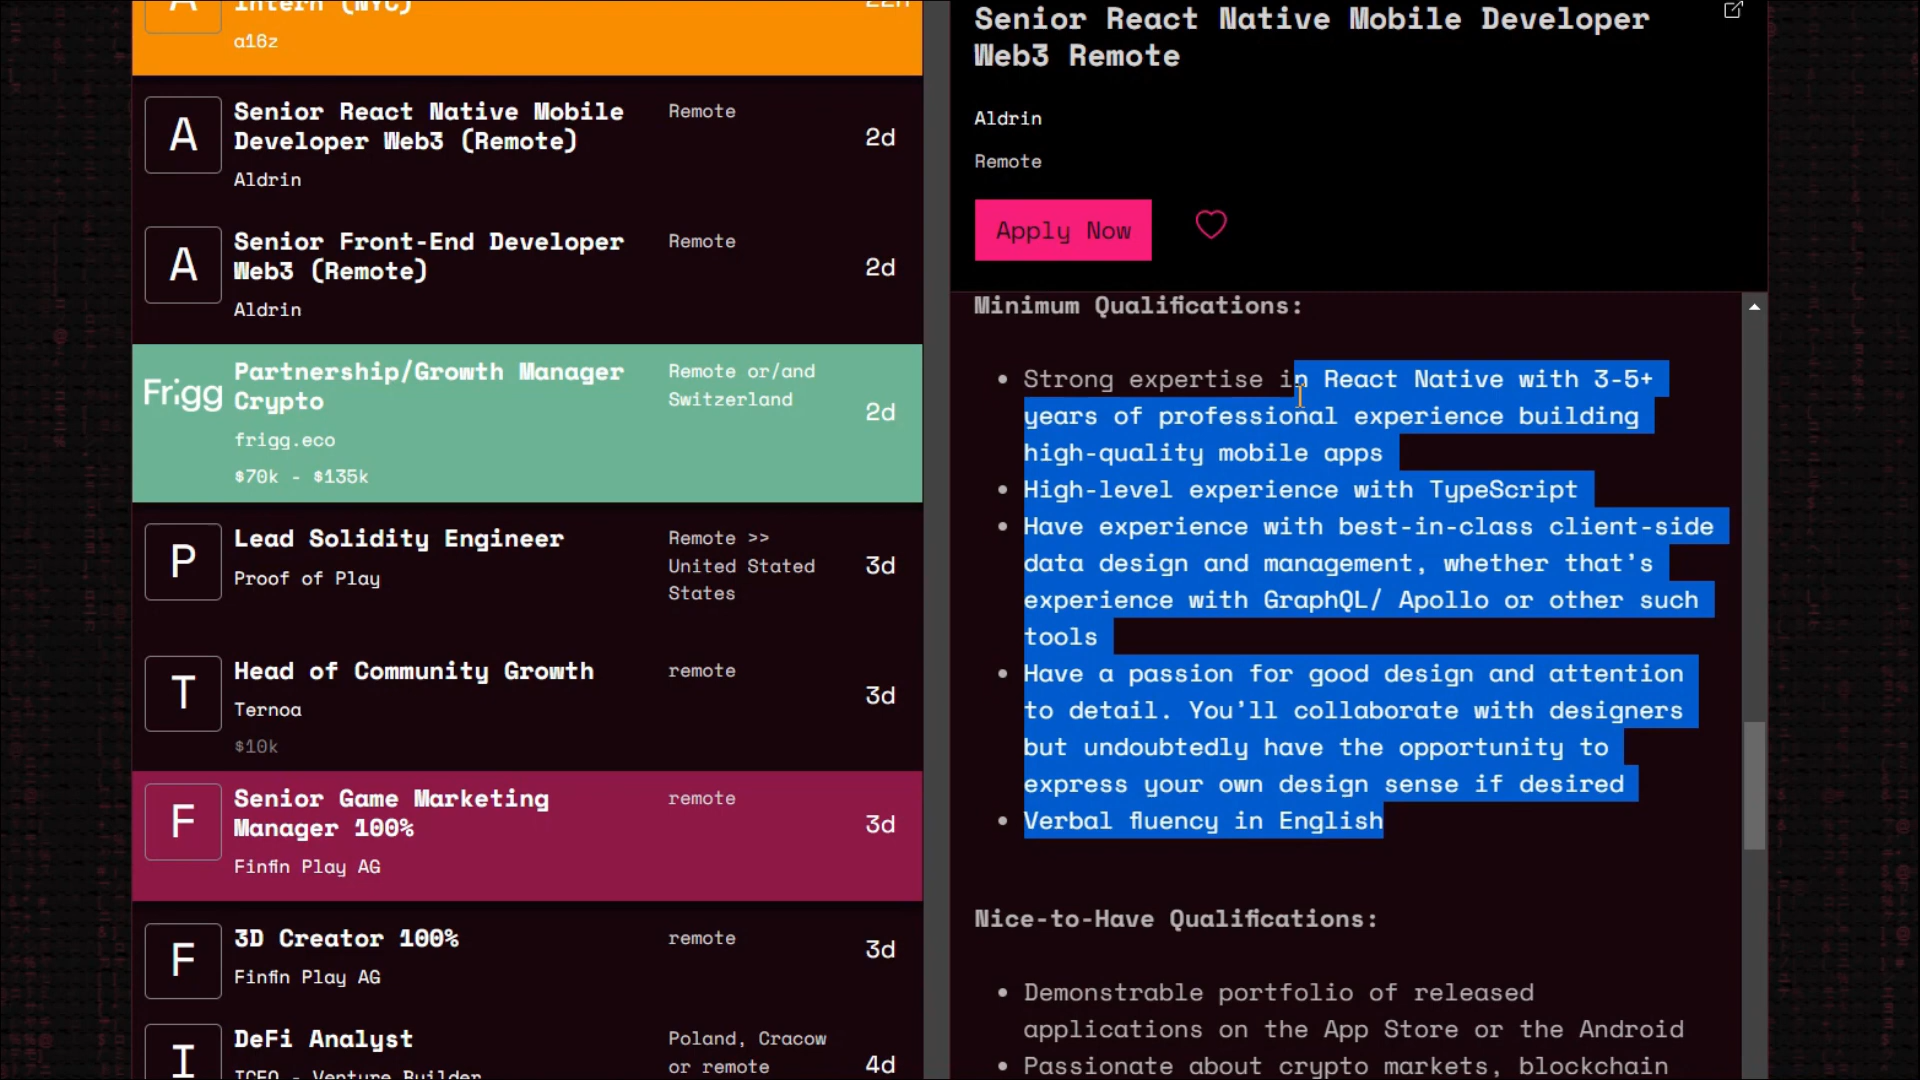 Intern (NYC)
22h
a16z
A
Senior React Native Mobile
Developer Web3 (Remote)
Aldrin
Remote
2d
A
Senior Front-End Developer
Web3 (Remote)
Aldrin
Remote
2d
Frigg
Partnership/Growth Manager
Crypto
frigg.eco
$70k - $135k
Remote or/and
Switzerland
2d
P
Lead Solidity Engineer
Proof of Play
Remote >>
United Stated
States
3d
T
Head of Community Growth
Ternoa
$10k
remote
3d
F
Senior Game Marketing
Manager 100%
Finfin Play AG
remote
3d
F
3D Creator 100%
Finfin Play AG
remote
3d
I
DeFi Analyst
ICEO - Venture Builder
Poland, Cracow
or remote
4d
Senior React Native Mobile Developer
Web3 Remote
Aldrin
Remote
Apply Now
Minimum Qualifications:
• Strong expertise in React Native with 3-5+
years of professional experience building
high-quality mobile apps
• High-level experience with TypeScript
• Have experience with best-in-class client-side
data design and management, whether that's
experience with GraphQL/ Apollo or other such
tools
• Have a passion for good design and attention
to detail. You'll collaborate with designers
but undoubtedly have the opportunity to
express your own design sense if desired
• Verbal fluency in English
Nice-to-Have Qualifications:
• Demonstrable portfolio of released
applications on the App Store or the Android
• Passionate about crypto markets, blockchain